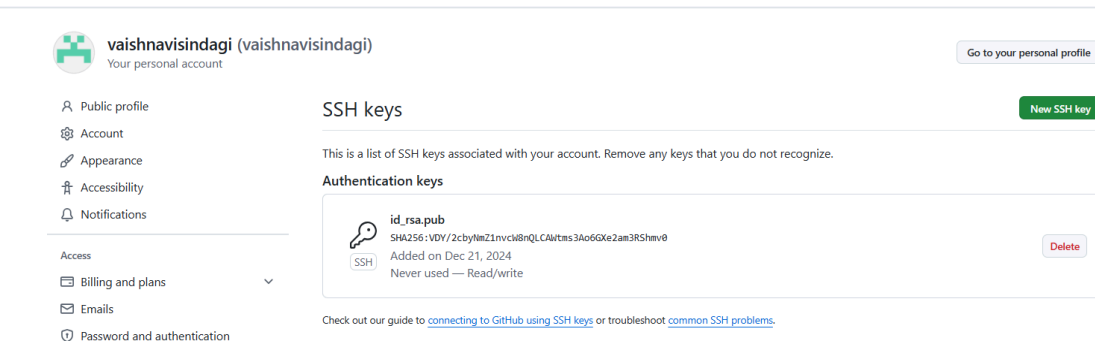 vaishnavisindagi (vaishnavisindagi)
Your personal account
Go to your personal profile
Public profile
Account
Appearance
Accessibility
Notifications
Access
Billing and plans
Emails
Password and authentication
SSH keys
New SSH key
This is a list of SSH keys associated with your account. Remove any keys that you do not recognize.
Authentication keys
id_rsa.pub
SHA256:VDY/2cbyNmZ1nvcW8nQLCAWtms3Ao6GXe2am3RShmv0
SSH
Added on Dec 21, 2024
Never used — Read/write
Delete
Check out our guide to connecting to GitHub using SSH keys or troubleshoot common SSH problems.